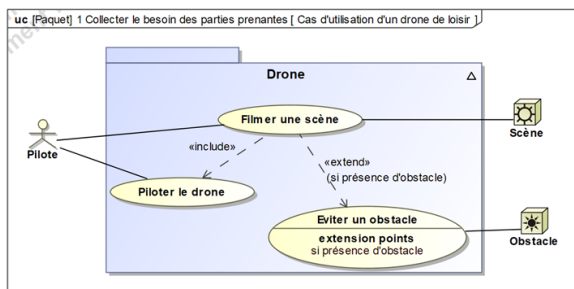 uc [Paquet] 1 Collecter le besoin des parties prenantes [ Cas d'utilisation d'un drone de loisir ]
Drone
Filmer une scène
Scène
Pilote
«include»
«extend»
(si présence d'obstacle)
Piloter le drone
Eviter un obstacle
extension points
si présence d'obstacle
Obstacle